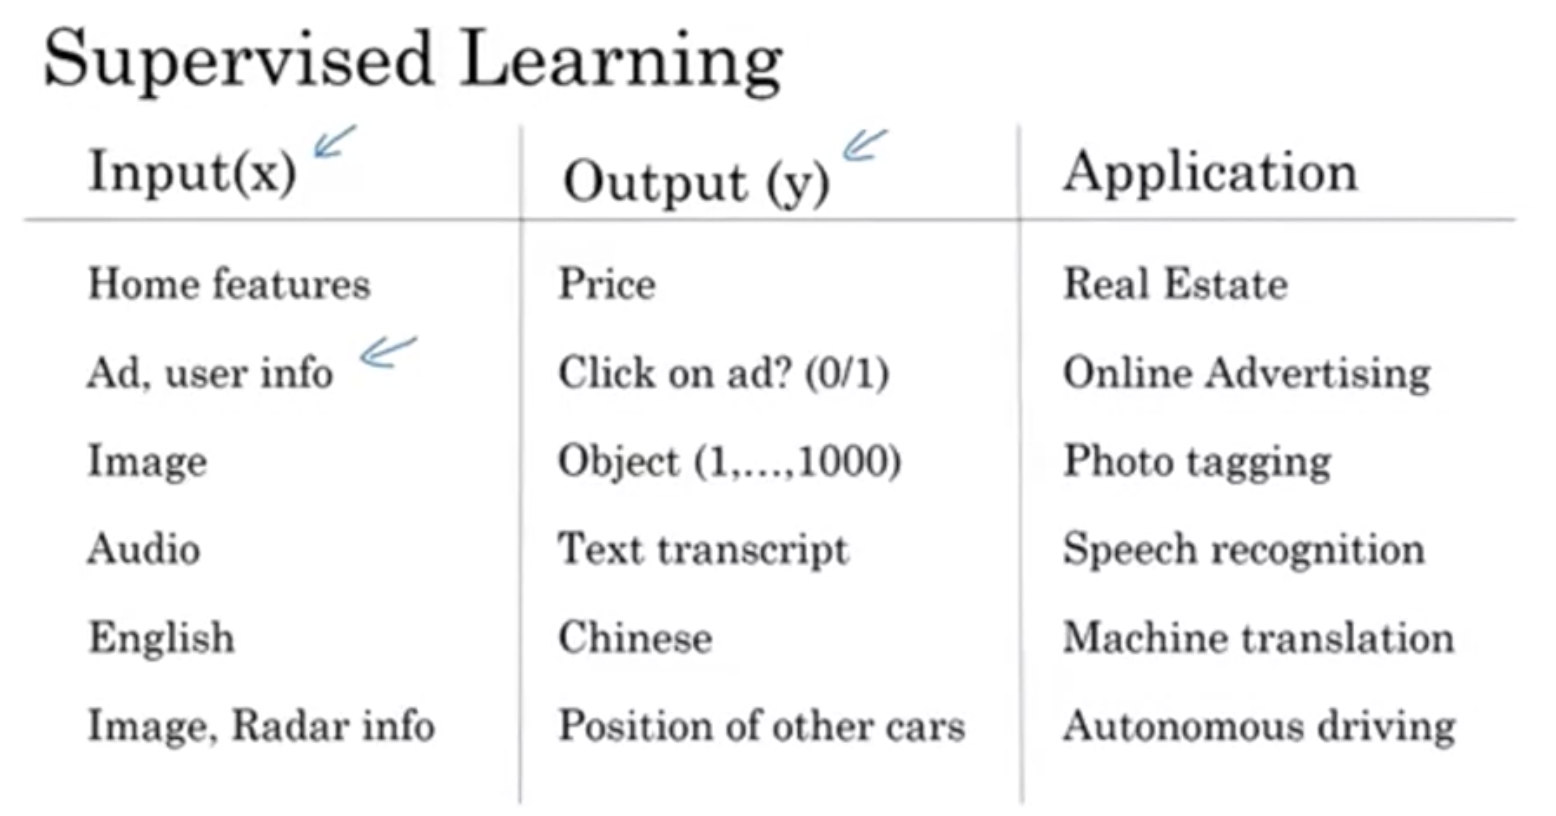 Supervised Learning
Input(x) Output (y) Application
Home features Price Real Estate
Ad, user info Click on ad? (0/1) Online Advertising
Image Object (1,...,1000) Photo tagging
Audio Text transcript Speech recognition
English Chinese Machine translation
Image, Radar info Position of other cars Autonomous driving